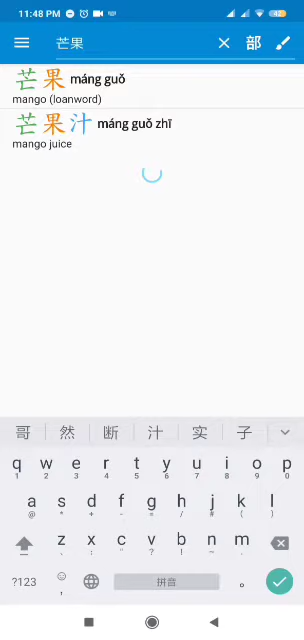 11:48 PM 42
芒果 部
芒果 máng guǒ
mango (loanword)
芒果汁 máng guǒ zhī
mango juice
哥 然 断 汁 实 子
q w e r t y u i o p
1 2 3 4 5 6 7 8 9 0
a s d f g h j k l
@ * + - = / # ( )
z x c v b n m
、 : " ? ! ~ .
?123 , 拼音 。